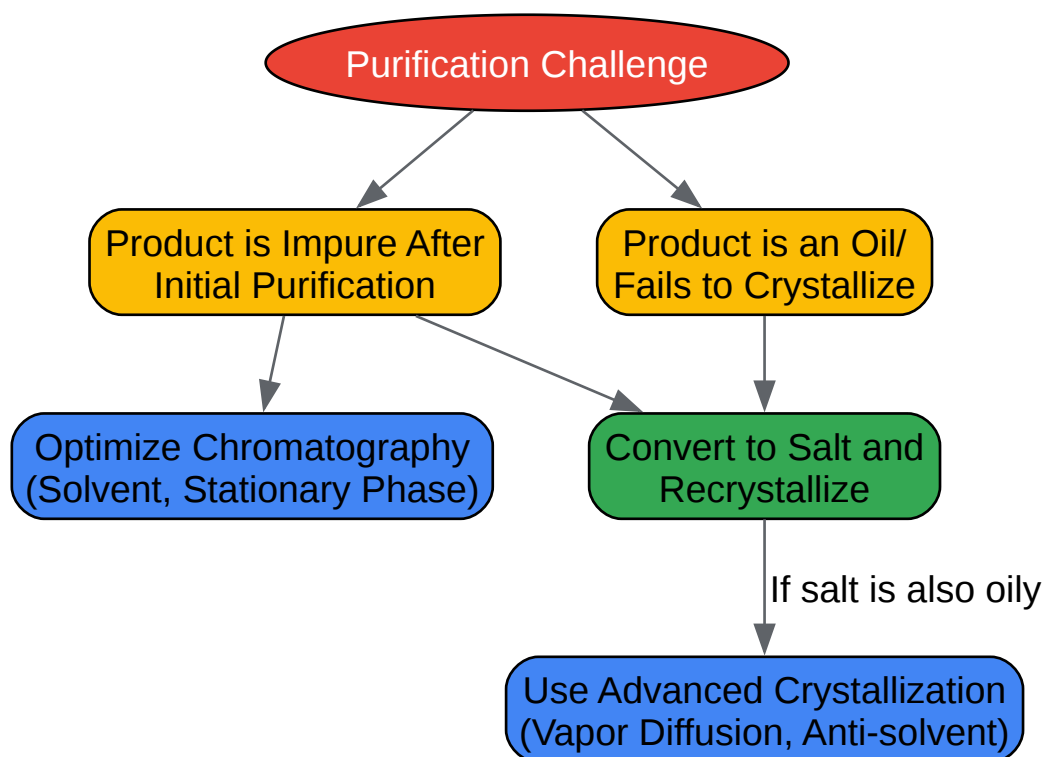 Purification Challenge
Product is Impure After
Initial Purification
Product is an Oil/
Fails to Crystallize
Optimize Chromatography
(Solvent, Stationary Phase)
Convert to Salt and
Recrystallize
If salt is also oily
Use Advanced Crystallization
(Vapor Diffusion, Anti-solvent)